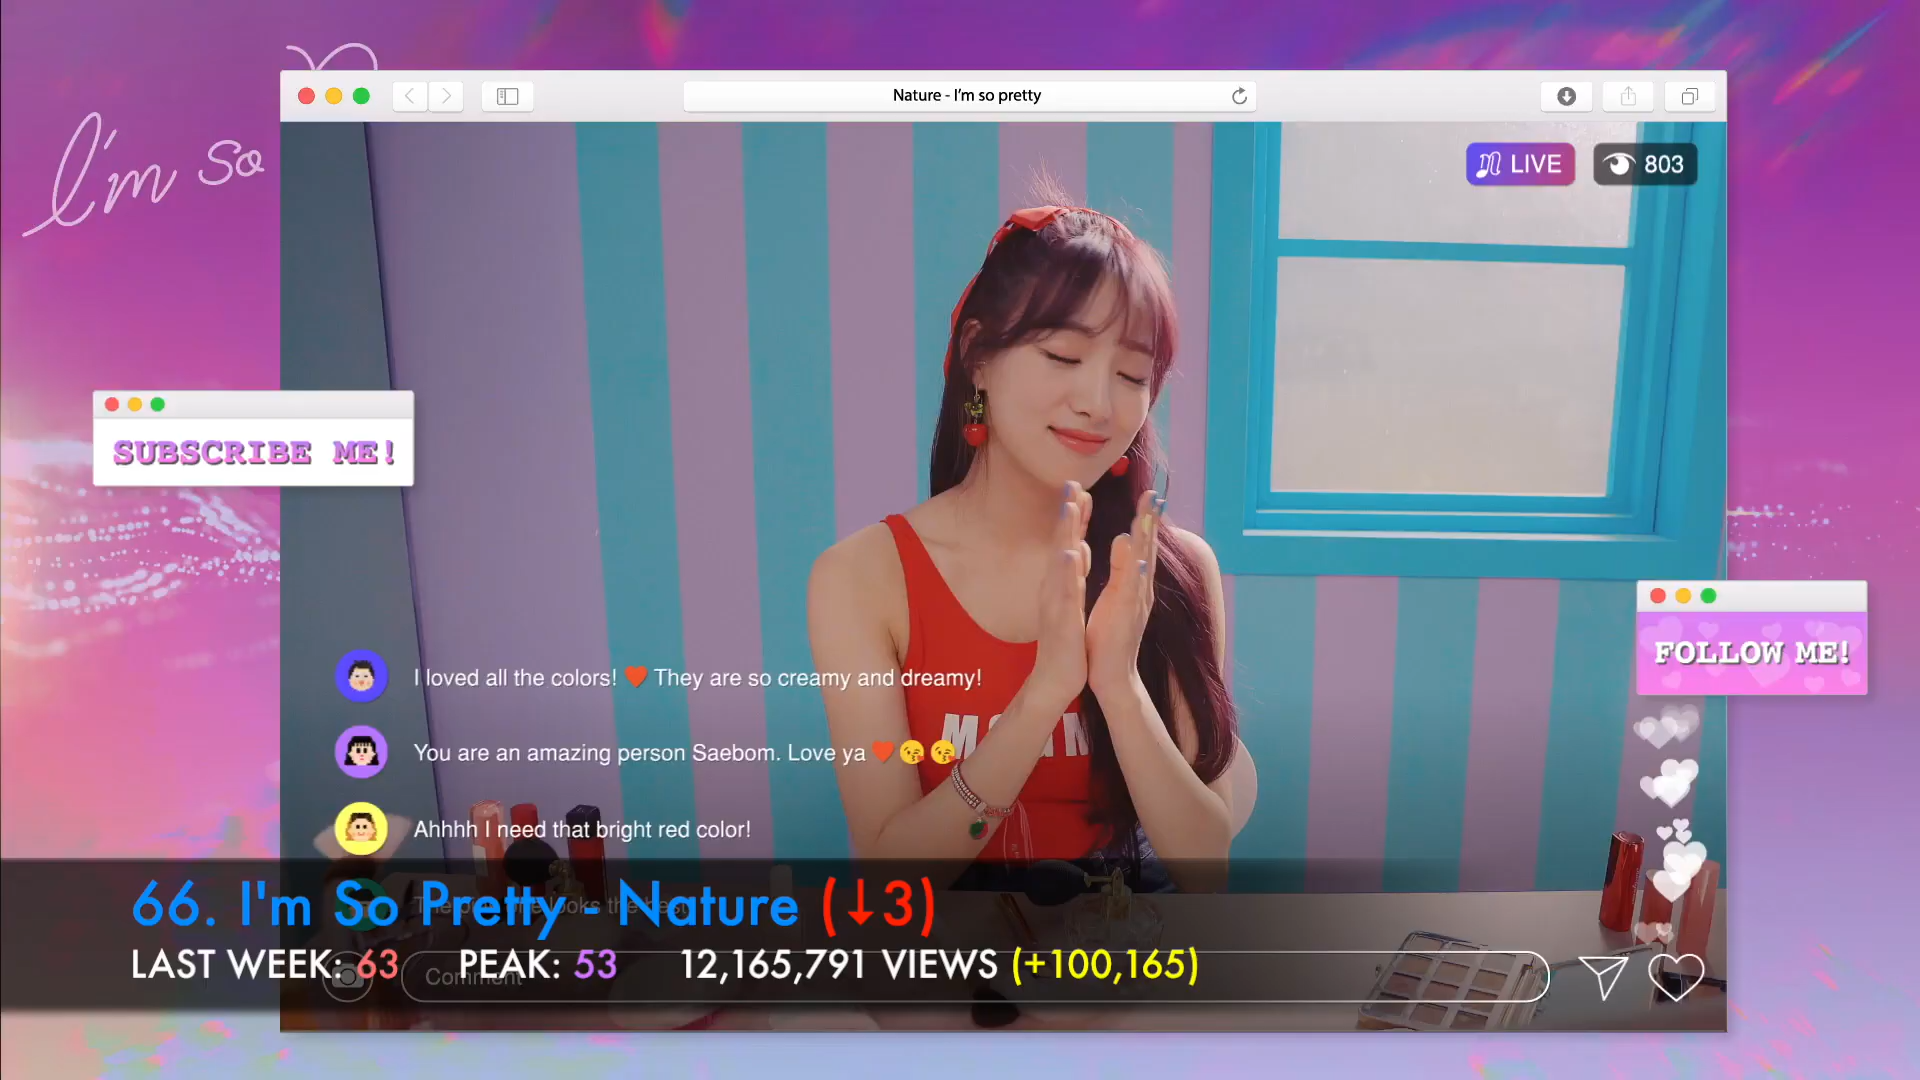 I'm so
Nature - I'm so pretty
LIVE
803
SUBSCRIBE ME!
FOLLOW ME!
I loved all the colors! ❤️ They are so creamy and dreamy!
You are an amazing person Saebom. Love ya ❤️😘😘
Ahhhh I need that bright red color!
66. I'm So Pretty - Nature (↓3)
LAST WEEK: 63 PEAK: 53 12,165,791 VIEWS (+100,165)
Comment